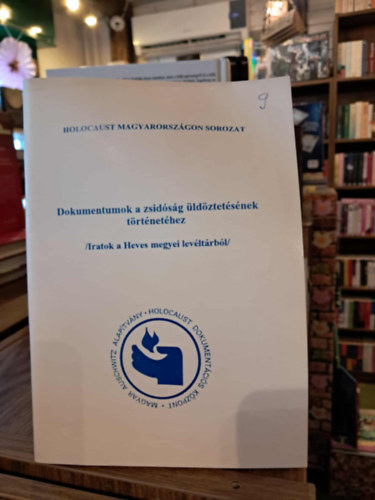 9
HOLOCAUST MAGYARORSZÁGON SOROZAT
Dokumentumok a zsidóság üldöztetésének
történetéhez
/Iratok a Heves megyei levéltárból/
MAGYAR AUSCHWITZ ALAPÍTVÁNY · HOLOCAUST DOKUMENTÁCIÓS KÖZPONT ·